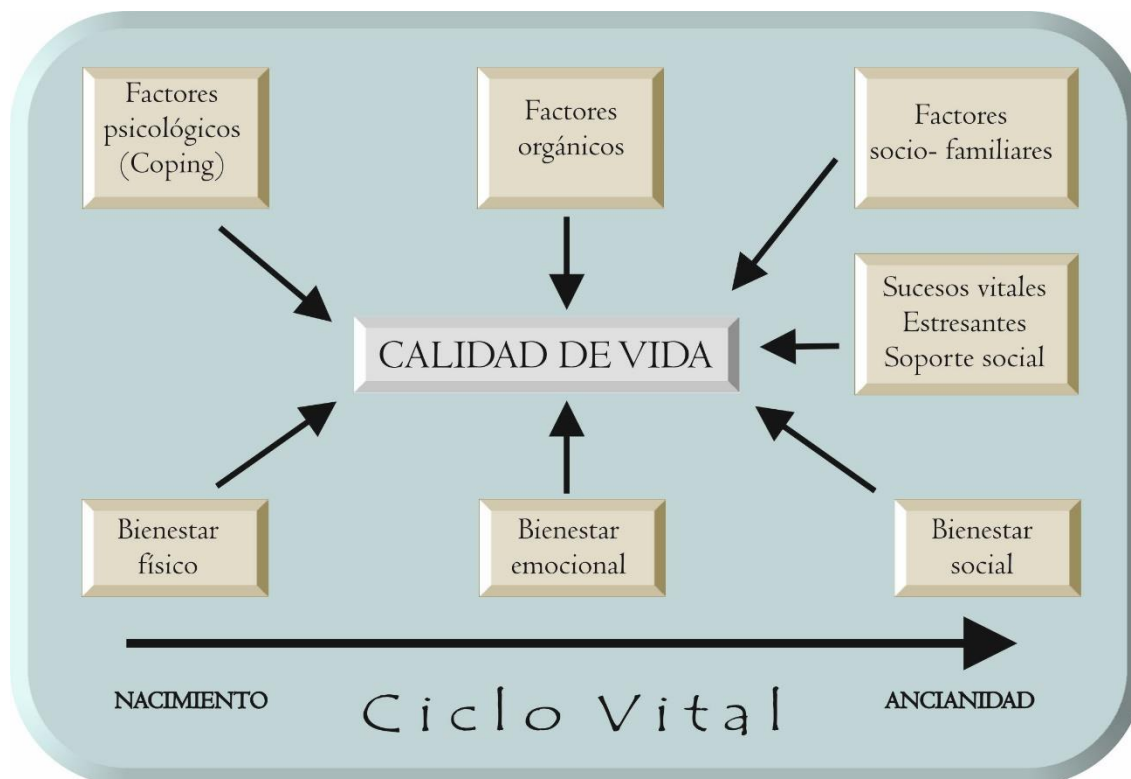 Factores
psicológicos
(Coping)
Factores
orgánicos
Factores
socio- familiares
Sucesos vitales
Estresantes
Soporte social
CALIDAD DE VIDA
Bienestar
físico
Bienestar
emocional
Bienestar
social
NACIMIENTO
Ciclo Vital
ANCIANIDAD